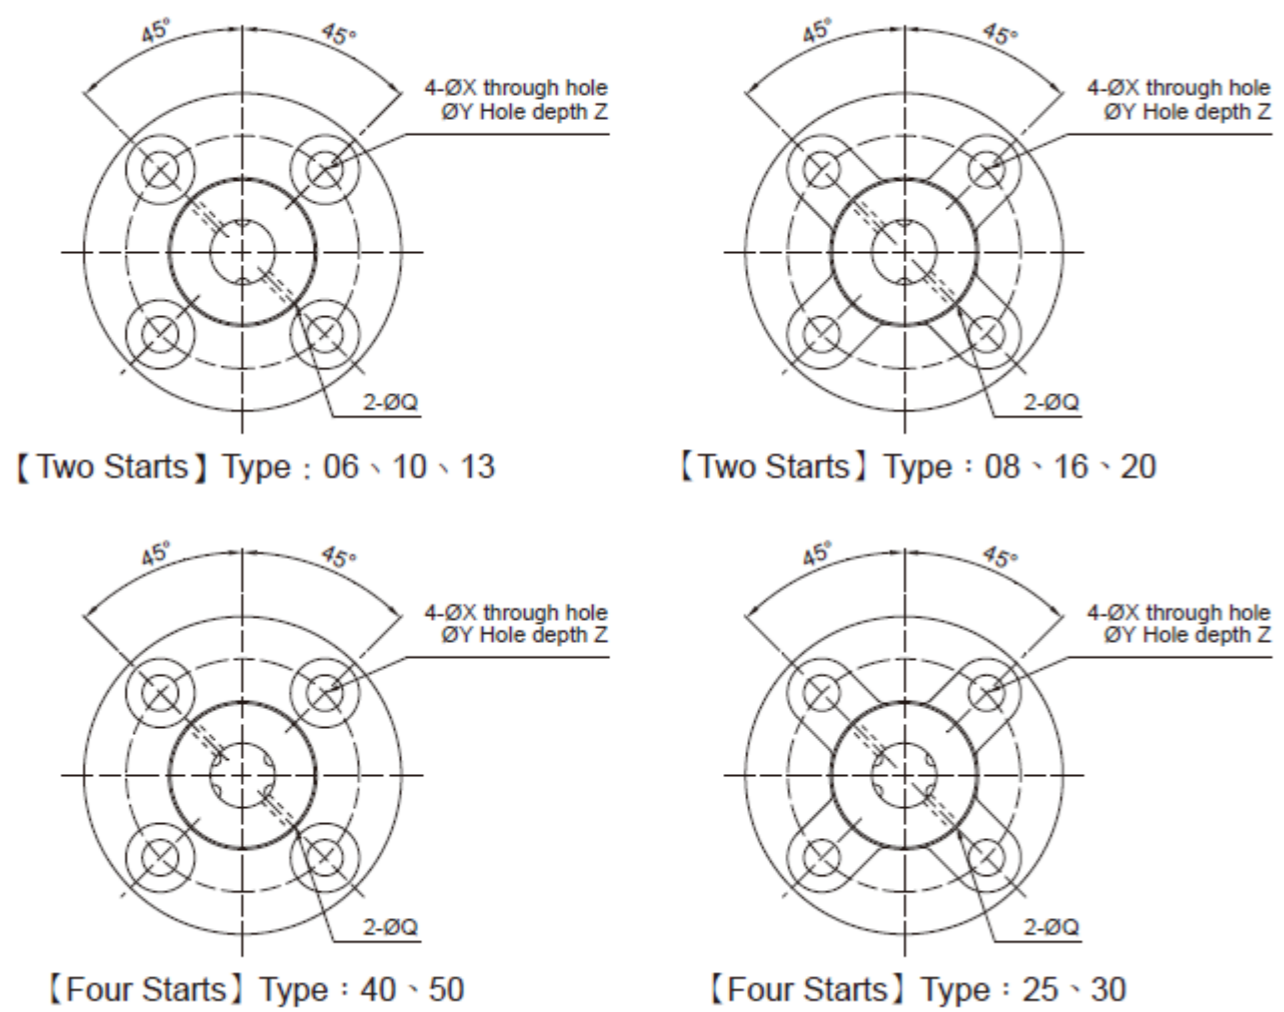 45° 45°
4-ØX through hole
ØY Hole depth Z
2-ØQ
【Two Starts】Type：06、10、13
45° 45°
4-ØX through hole
ØY Hole depth Z
2-ØQ
【Two Starts】Type：08、16、20
45° 45°
4-ØX through hole
ØY Hole depth Z
2-ØQ
【Four Starts】Type：40、50
45° 45°
4-ØX through hole
ØY Hole depth Z
2-ØQ
【Four Starts】Type：25、30